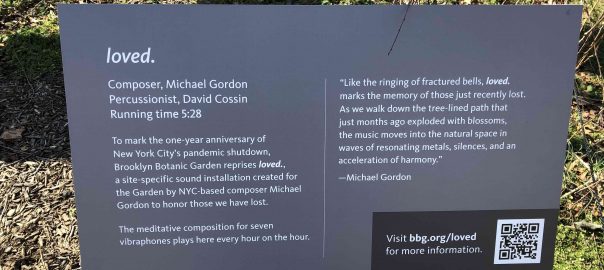 loved.
Composer, Michael Gordon
Percussionist, David Cossin
Running time 5:28
To mark the one-year anniversary of
New York City's pandemic shutdown,
Brooklyn Botanic Garden reprises loved.,
a site-specific sound installation created for
the Garden by NYC-based composer Michael
Gordon to honor those we have lost.
The meditative composition for seven
vibraphones plays here every hour on the hour.
“Like the ringing of fractured bells, loved.
marks the memory of those just recently lost.
As we walk down the tree-lined path that
just months ago exploded with blossoms,
the music moves into the natural space in
waves of resonating metals, silences, and an
acceleration of harmony.”
—Michael Gordon
Visit bbg.org/loved
for more information.